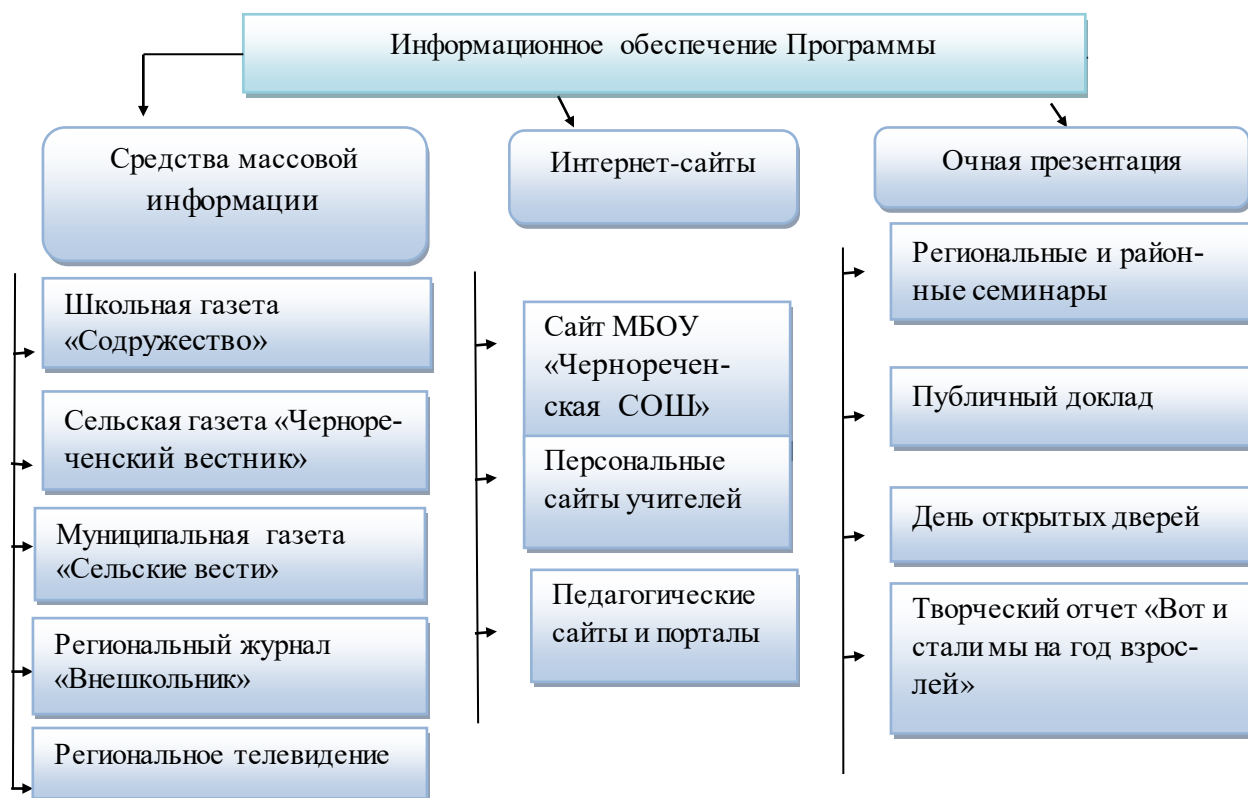 Информационное обеспечение Программы
Средства массовой
информации
Школьная газета
«Содружество»
Сельская газета «Черноре-
ченский вестник»
Муниципальная газета
«Сельские вести»
Региональный журнал
«Внешкольник»
Региональное телевидение
Интернет-сайты
Сайт МБОУ
«Черноречен-
ская СОШ»
Персональные
сайты учителей
Педагогические
сайты и порталы
Очная презентация
Региональные и район-
ные семинары
Публичный доклад
День открытых дверей
Творческий отчет «Вот и
стали мы на год взрос-
лей»